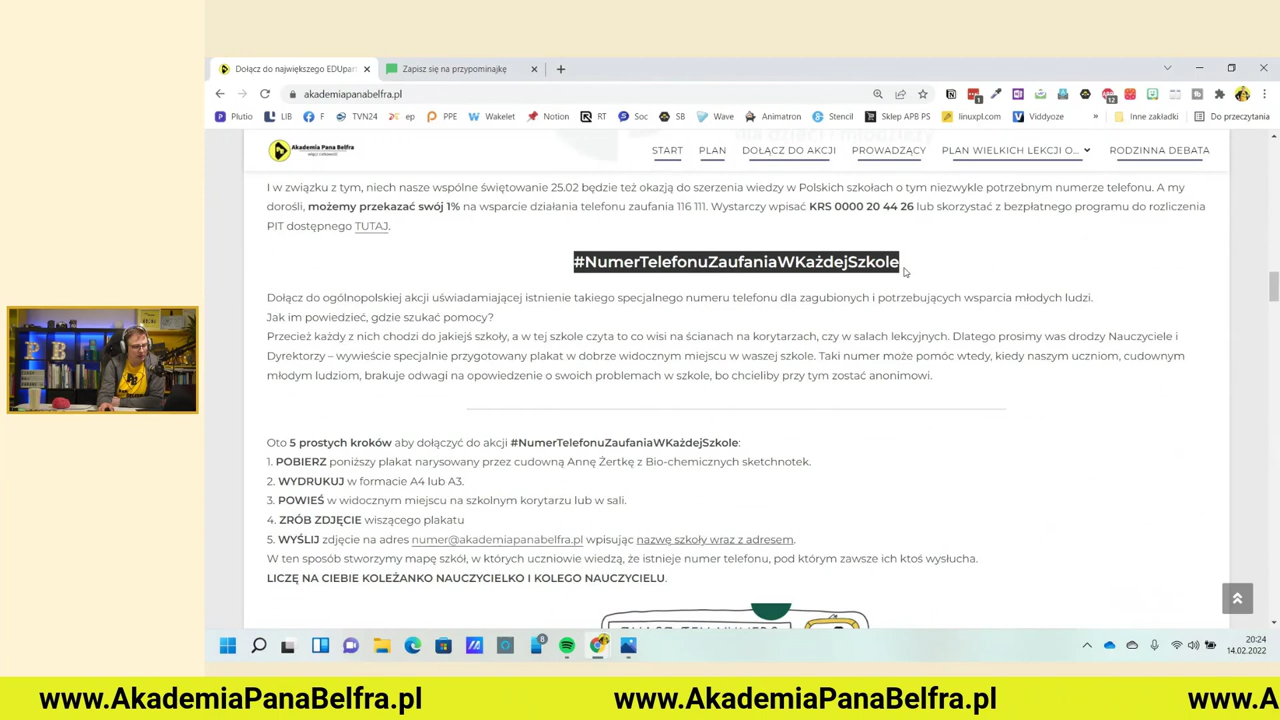 Dołącz do największego EDUpar
Zapisz się na przypominajkę
akademiapanabelfra.pl
Plutio
LIB
F
TVN24
ep
PPE
Wakelet
Notion
RT
Soc
SB
Wave
Animatron
Stencil
Sklep APB PS
linuxpl.com
Viddyoze
»
Inne zakładki
Do przeczytania
Akademia Pana Belfra
START
PLAN
DOŁĄCZ DO AKCJI
PROWADZĄCY
PLAN WIELKICH LEKCJI O...
RODZINNA DEBATA
I w związku z tym, niech nasze wspólne świętowanie 25.02 będzie też okazją do szerzenia wiedzy w Polskich szkołach o tym niezwykle potrzebnym numerze telefonu. A my
dorośli, możemy przekazać swój 1% na wsparcie działania telefonu zaufania 116 111. Wystarczy wpisać KRS 0000 20 44 26 lub skorzystać z bezpłatnego programu do rozliczenia
PIT dostępnego TUTAJ.
#NumerTelefonuZaufaniaWKażdejSzkole
Dołącz do ogólnopolskiej akcji uświadamiającej istnienie takiego specjalnego numeru telefonu dla zagubionych i potrzebujących wsparcia młodych ludzi.
Jak im powiedzieć, gdzie szukać pomocy?
Przecież każdy z nich chodzi do jakiejś szkoły, a w tej szkole czyta to co wisi na ścianach na korytarzach, czy w salach lekcyjnych. Dlatego prosimy was drodzy Nauczyciele i
Dyrektorzy – wywieście specjalnie przygotowany plakat w dobrze widocznym miejscu w waszej szkole. Taki numer może pomóc wtedy, kiedy naszym uczniom, cudownym
młodym ludziom, brakuje odwagi na opowiedzenie o swoich problemach w szkole, bo chcieliby przy tym zostać anonimowi.
Oto 5 prostych kroków aby dołączyć do akcji #NumerTelefonuZaufaniaWKażdejSzkole:
1. POBIERZ poniższy plakat narysowany przez cudowną Annę Żertkę z Bio-chemicznych sketchnotek.
2. WYDRUKUJ w formacie A4 lub A3.
3. POWIEŚ w widocznym miejscu na szkolnym korytarzu lub w sali.
4. ZRÓB ZDJĘCIE wiszącego plakatu
5. WYŚLIJ zdjęcie na adres numer@akademiapanabelfra.pl wpisując nazwę szkoły wraz z adresem.
W ten sposób stworzymy mapę szkół, w których uczniowie wiedzą, że istnieje numer telefonu, pod którym zawsze ich ktoś wysłucha.
LICZĘ NA CIEBIE KOLEŻANKO NAUCZYCIELKO I KOLEGO NAUCZYCIELU.
20:24
14.02.2022
www.AkademiaPanaBelfra.pl
www.AkademiaPanaBelfra.pl
www.A